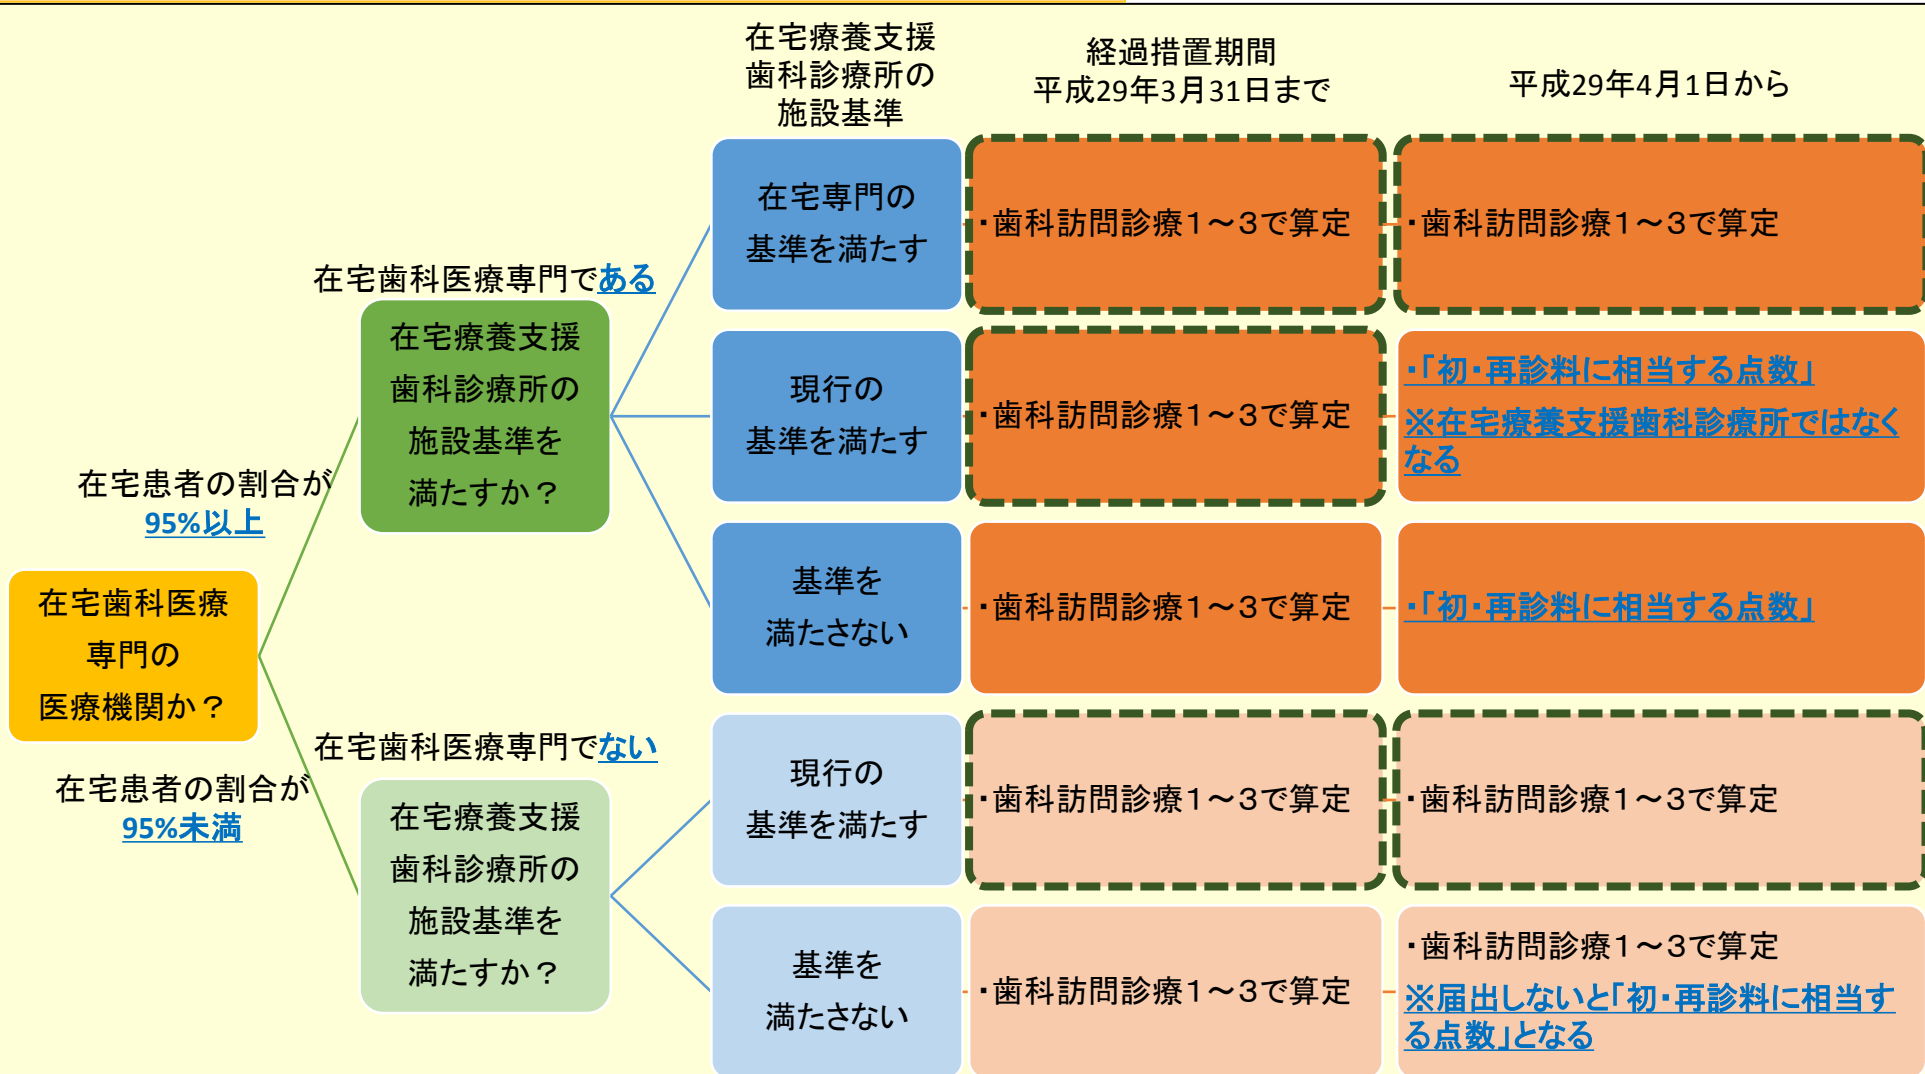 在宅療養支援
歯科診療所の
施設基準
経過措置期間
平成29年3月31日まで
平成29年4月1日から
在宅歯科医療
専門の
医療機関か？
在宅患者の割合が
95%以上
在宅歯科医療専門である
在宅療養支援
歯科診療所の
施設基準を
満たすか？
在宅専門の
基準を満たす
・歯科訪問診療１～３で算定
・歯科訪問診療１～３で算定
現行の
基準を満たす
・歯科訪問診療１～３で算定
・「初・再診料に相当する点数」
※在宅療養支援歯科診療所ではなく
なる
基準を
満たさない
・歯科訪問診療１～３で算定
・「初・再診料に相当する点数」
在宅患者の割合が
95%未満
在宅歯科医療専門でない
在宅療養支援
歯科診療所の
施設基準を
満たすか？
現行の
基準を満たす
・歯科訪問診療１～３で算定
・歯科訪問診療１～３で算定
基準を
満たさない
・歯科訪問診療１～３で算定
・歯科訪問診療１～３で算定
※届出しないと「初・再診料に相当す
る点数」となる